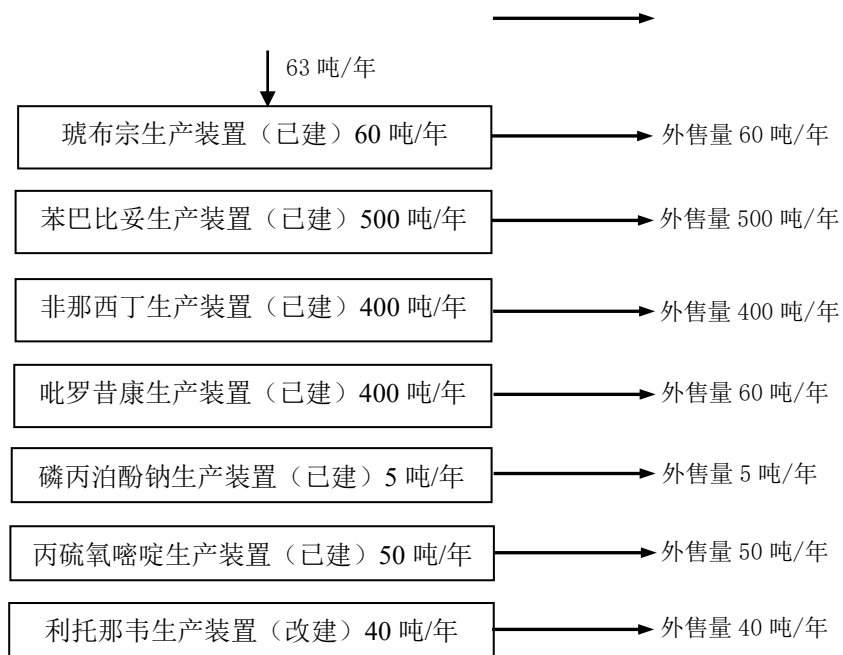 63 吨/年
琥布宗生产装置（已建）60 吨/年
外售量 60 吨/年
苯巴比妥生产装置（已建）500 吨/年
外售量 500 吨/年
非那西丁生产装置（已建）400 吨/年
外售量 400 吨/年
吡罗昔康生产装置（已建）400 吨/年
外售量 60 吨/年
磷丙泊酚钠生产装置（已建）5 吨/年
外售量 5 吨/年
丙硫氧嘧啶生产装置（已建）50 吨/年
外售量 50 吨/年
利托那韦生产装置（改建）40 吨/年
外售量 40 吨/年